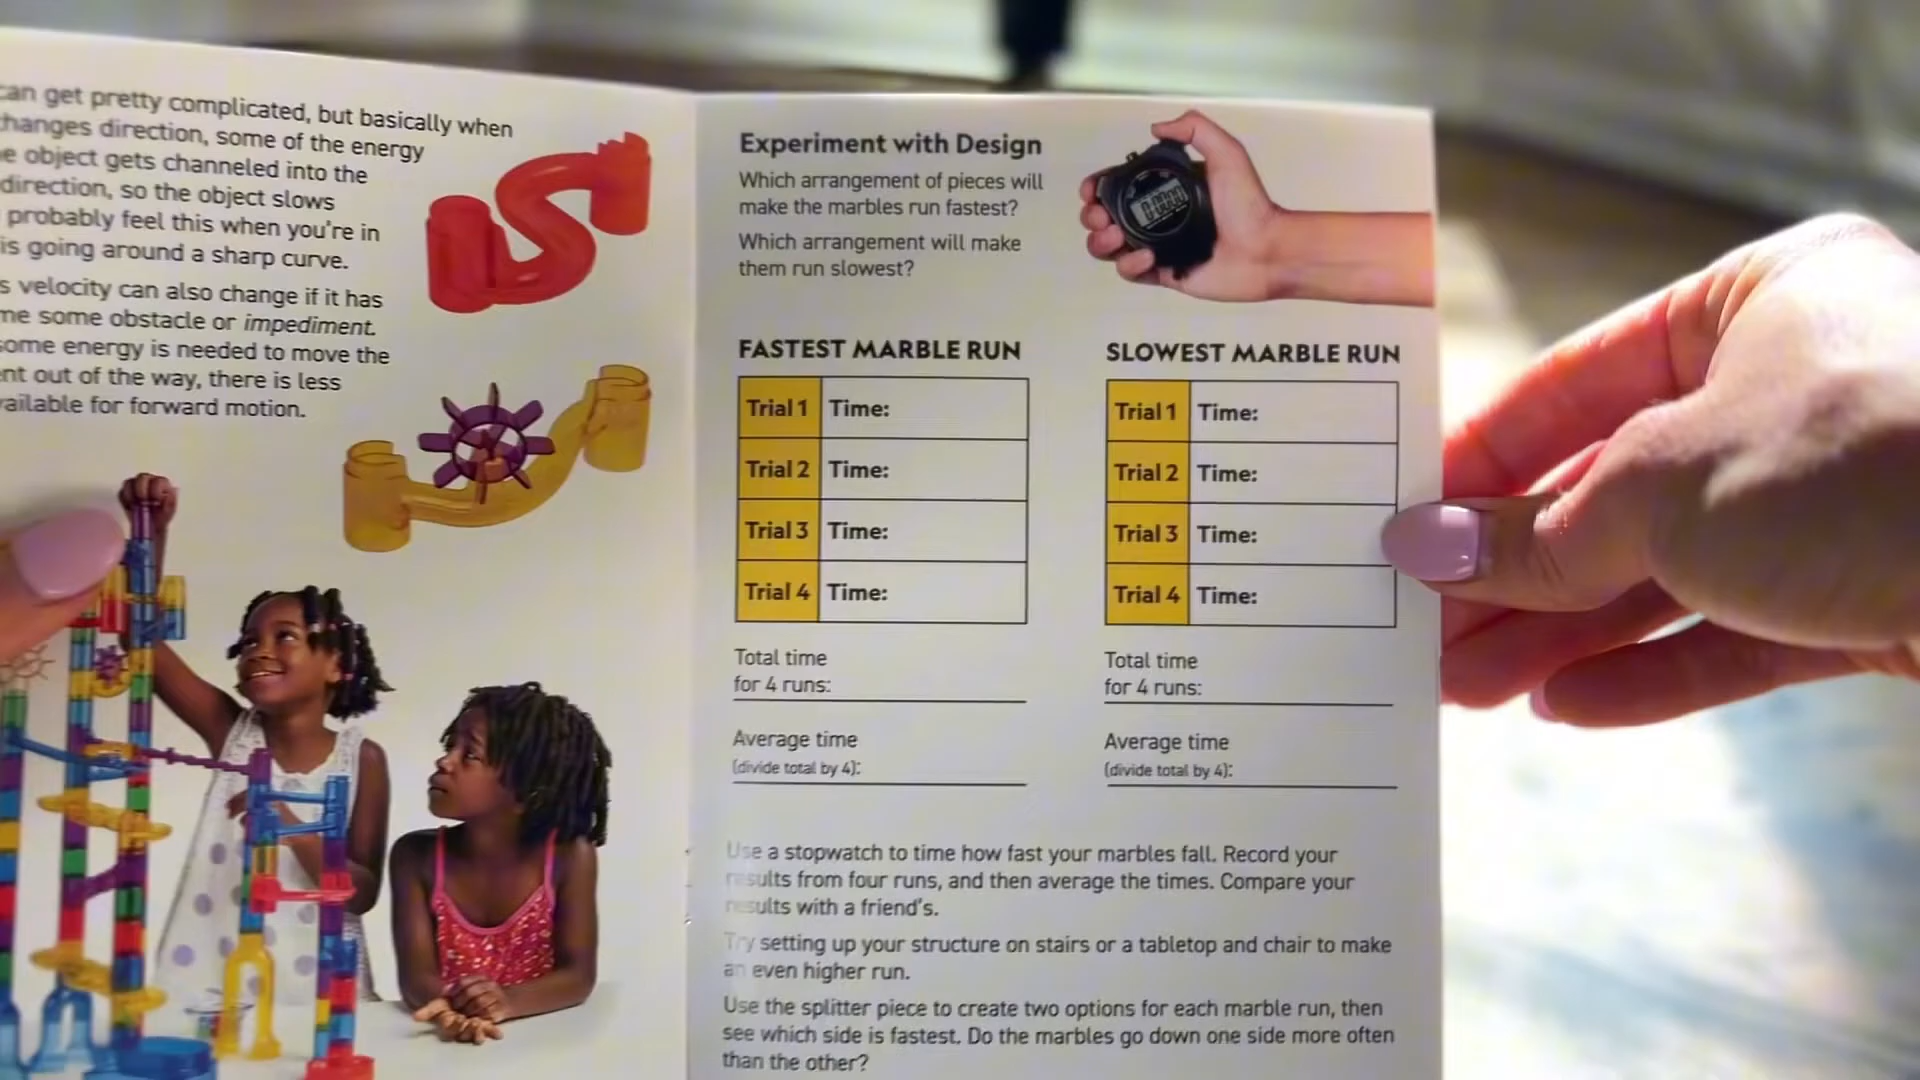 can get pretty complicated, but basically when
changes direction, some of the energy
object gets channeled into the
direction, so the object slows
probably feel this when you're in
is going around a sharp curve.
velocity can also change if it has
some obstacle or impediment.
some energy is needed to move the
out of the way, there is less
available for forward motion.
Experiment with Design
Which arrangement of pieces will
make the marbles run fastest?
Which arrangement will make
them run slowest?
FASTEST MARBLE RUN
Trial 1 Time:
Trial 2 Time:
Trial 3 Time:
Trial 4 Time:
Total time
for 4 runs:
Average time
(divide total by 4):
SLOWEST MARBLE RUN
Trial 1 Time:
Trial 2 Time:
Trial 3 Time:
Trial 4 Time:
Total time
for 4 runs:
Average time
(divide total by 4):
Use a stopwatch to time how fast your marbles fall. Record your
results from four runs, and then average the times. Compare your
results with a friend's.
Try setting up your structure on stairs or a tabletop and chair to make
an even higher run.
Use the splitter piece to create two options for each marble run, then
see which side is fastest. Do the marbles go down one side more often
than the other?